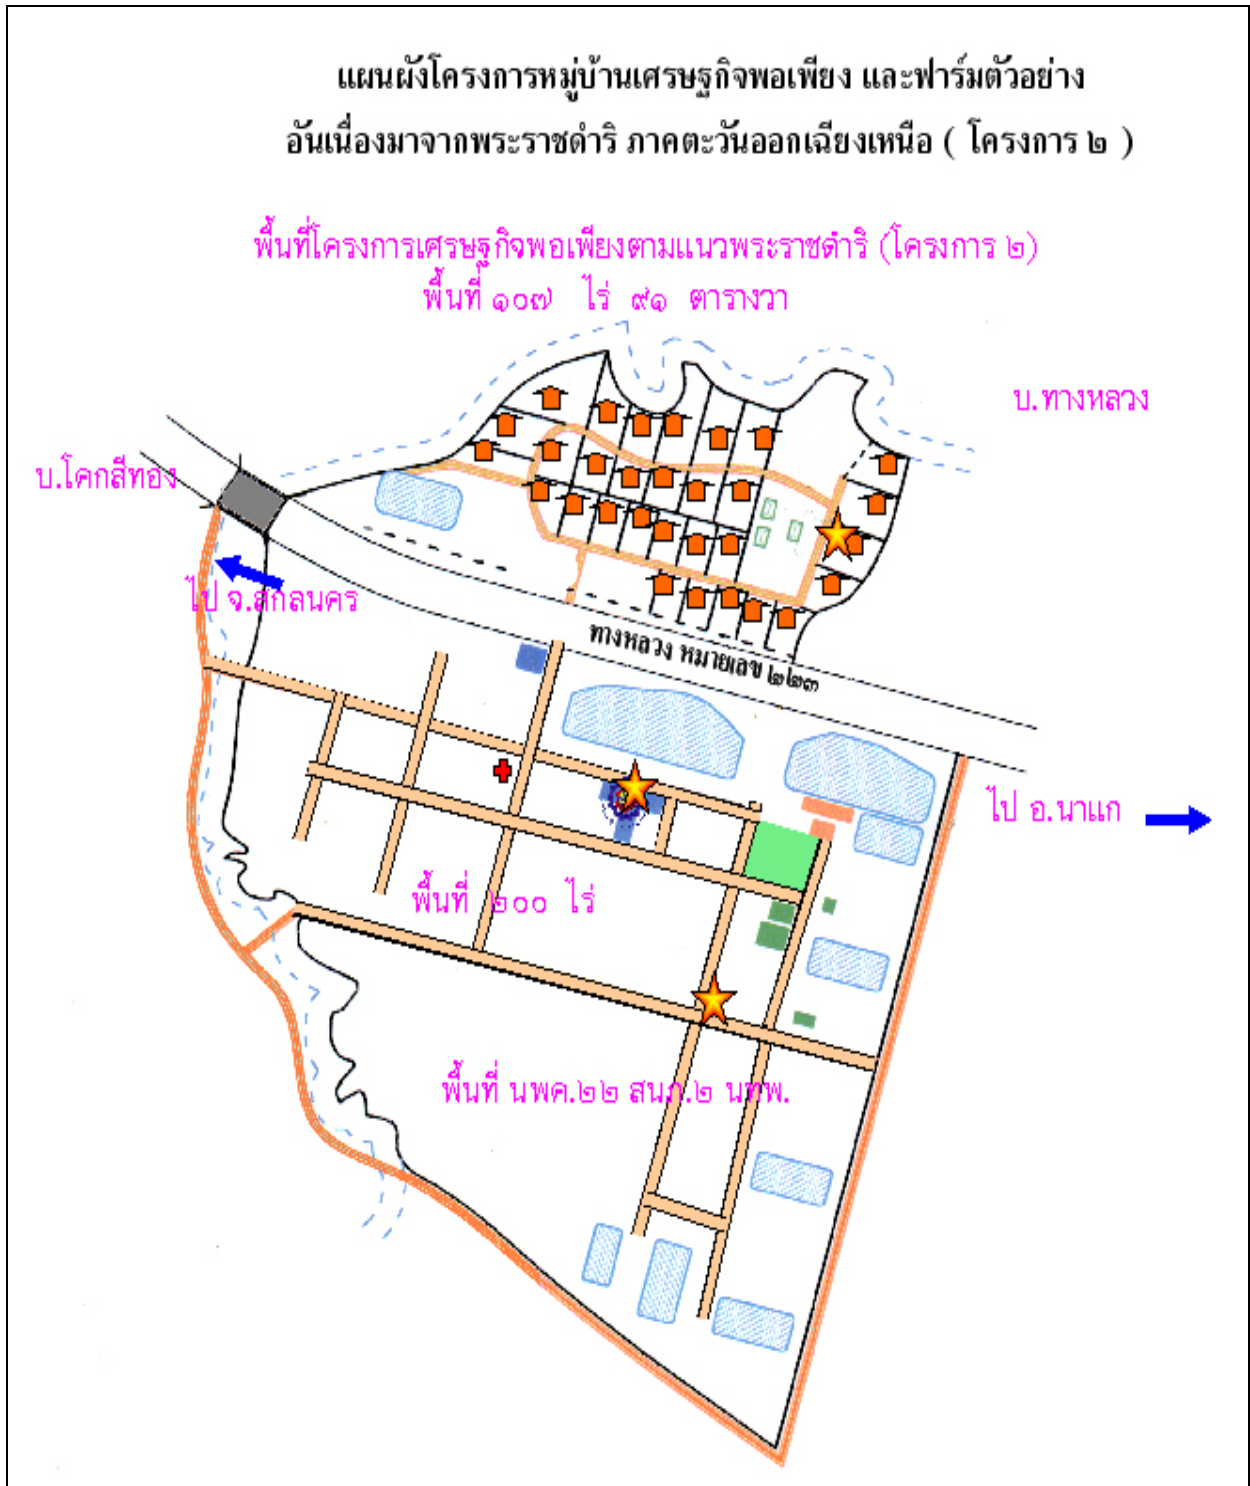 แผนผังโครงการหมู่บ้านเศรษฐกิจพอเพียง และฟาร์มตัวอย่าง
อันเนื่องมาจากพระราชดำริ ภาคตะวันออกเฉียงเหนือ ( โครงการ ๒ )
พื้นที่โครงการเศรษฐกิจพอเพียงตามแนวพระราชดำริ (โครงการ ๒)
พื้นที่ ๑๐๗ ไร่ ๙๑ ตารางวา
บ.ทางหลวง
บ.โคกสีทอง
ไป จ.สกลนคร
ทางหลวง หมายเลข ๒๒๓
ไป อ.นาแก
พื้นที่ ๒๐๐ ไร่
พื้นที่ นพค.๒๒ สนภ.๒ นทพ.